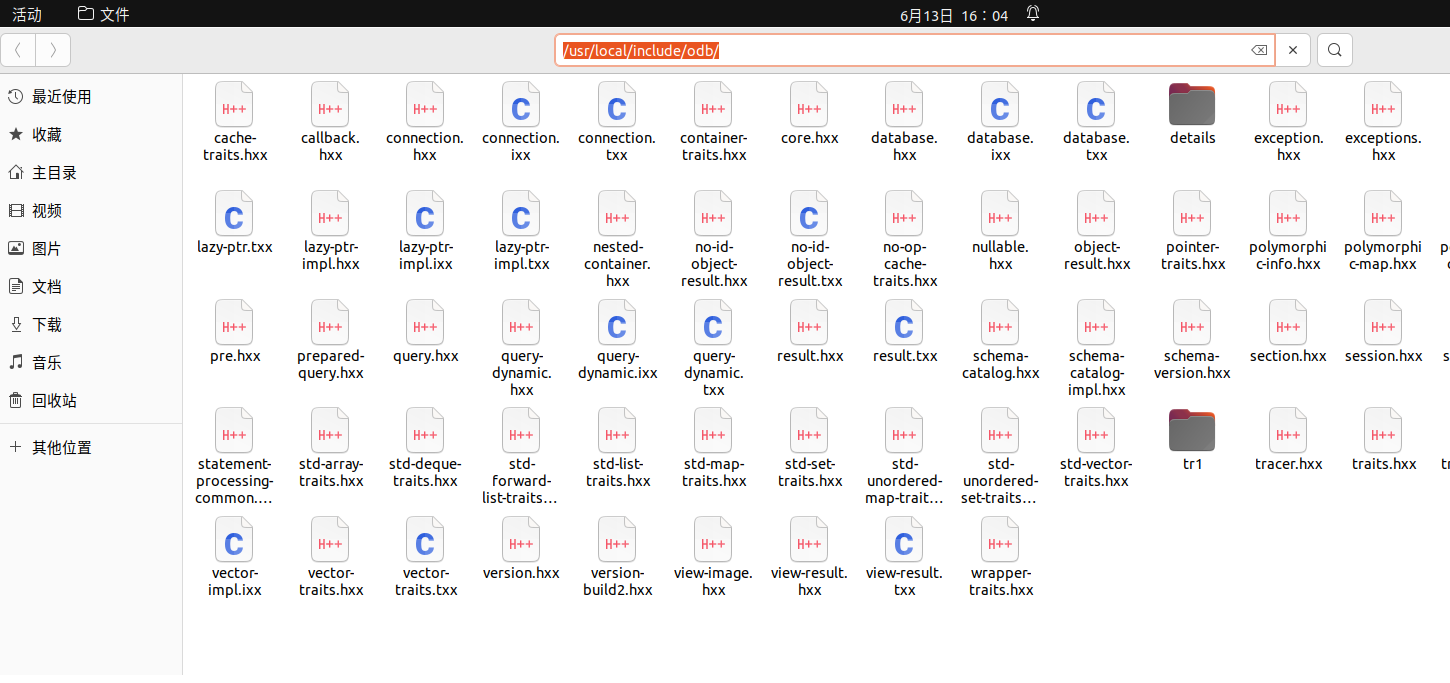 活动
文件
6月13日 16：04
/usr/local/include/odb/
最近使用
收藏
主目录
视频
图片
文档
下载
音乐
回收站
其他位置
H++
cache-
traits.hxx
H++
callback.
hxx
H++
connection.
hxx
C
connection.
ixx
C
connection.
txx
H++
container-
traits.hxx
H++
core.hxx
H++
database.
hxx
C
database.
ixx
C
database.
txx
details
H++
exception.
hxx
H++
exceptions.
hxx
C
lazy-ptr.txx
H++
lazy-ptr-
impl.hxx
C
lazy-ptr-
impl.ixx
C
lazy-ptr-
impl.txx
H++
nested-
container.
hxx
H++
no-id-
object-
result.hxx
C
no-id-
object-
result.txx
H++
no-op-
cache-
traits.hxx
H++
nullable.
hxx
H++
object-
result.hxx
H++
pointer-
traits.hxx
H++
polymorphi
c-info.hxx
H++
polymorphi
c-map.hxx
H++
pre.hxx
H++
prepared-
query.hxx
H++
query.hxx
H++
query-
dynamic.
hxx
C
query-
dynamic.ixx
C
query-
dynamic.
txx
H++
result.hxx
C
result.txx
H++
schema-
catalog.hxx
H++
schema-
catalog-
impl.hxx
H++
schema-
version.hxx
H++
section.hxx
H++
session.hxx
H++
statement-
processing-
common.…
H++
std-array-
traits.hxx
H++
std-deque-
traits.hxx
H++
std-
forward-
list-traits…
H++
std-list-
traits.hxx
H++
std-map-
traits.hxx
H++
std-set-
traits.hxx
H++
std-
unordered-
map-trait…
H++
std-
unordered-
set-traits…
H++
std-vector-
traits.hxx
tr1
H++
tracer.hxx
H++
traits.hxx
C
vector-
impl.ixx
H++
vector-
traits.hxx
C
vector-
traits.txx
H++
version.hxx
H++
version-
build2.hxx
H++
view-image.
hxx
H++
view-result.
hxx
C
view-result.
txx
H++
wrapper-
traits.hxx